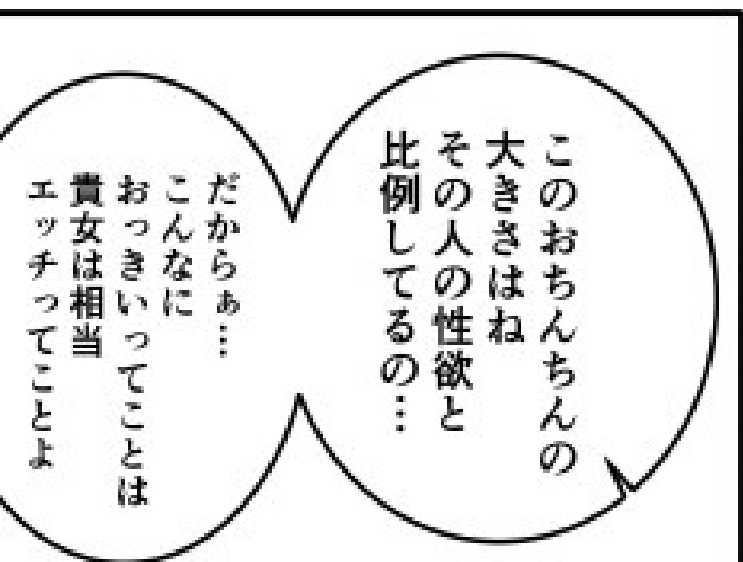 このおちんちんの
大きさはね
その人の性欲と
比例してるの…
だからぁ…
こんなに
おっきいってことは
貴女は相当
エッチってことよ